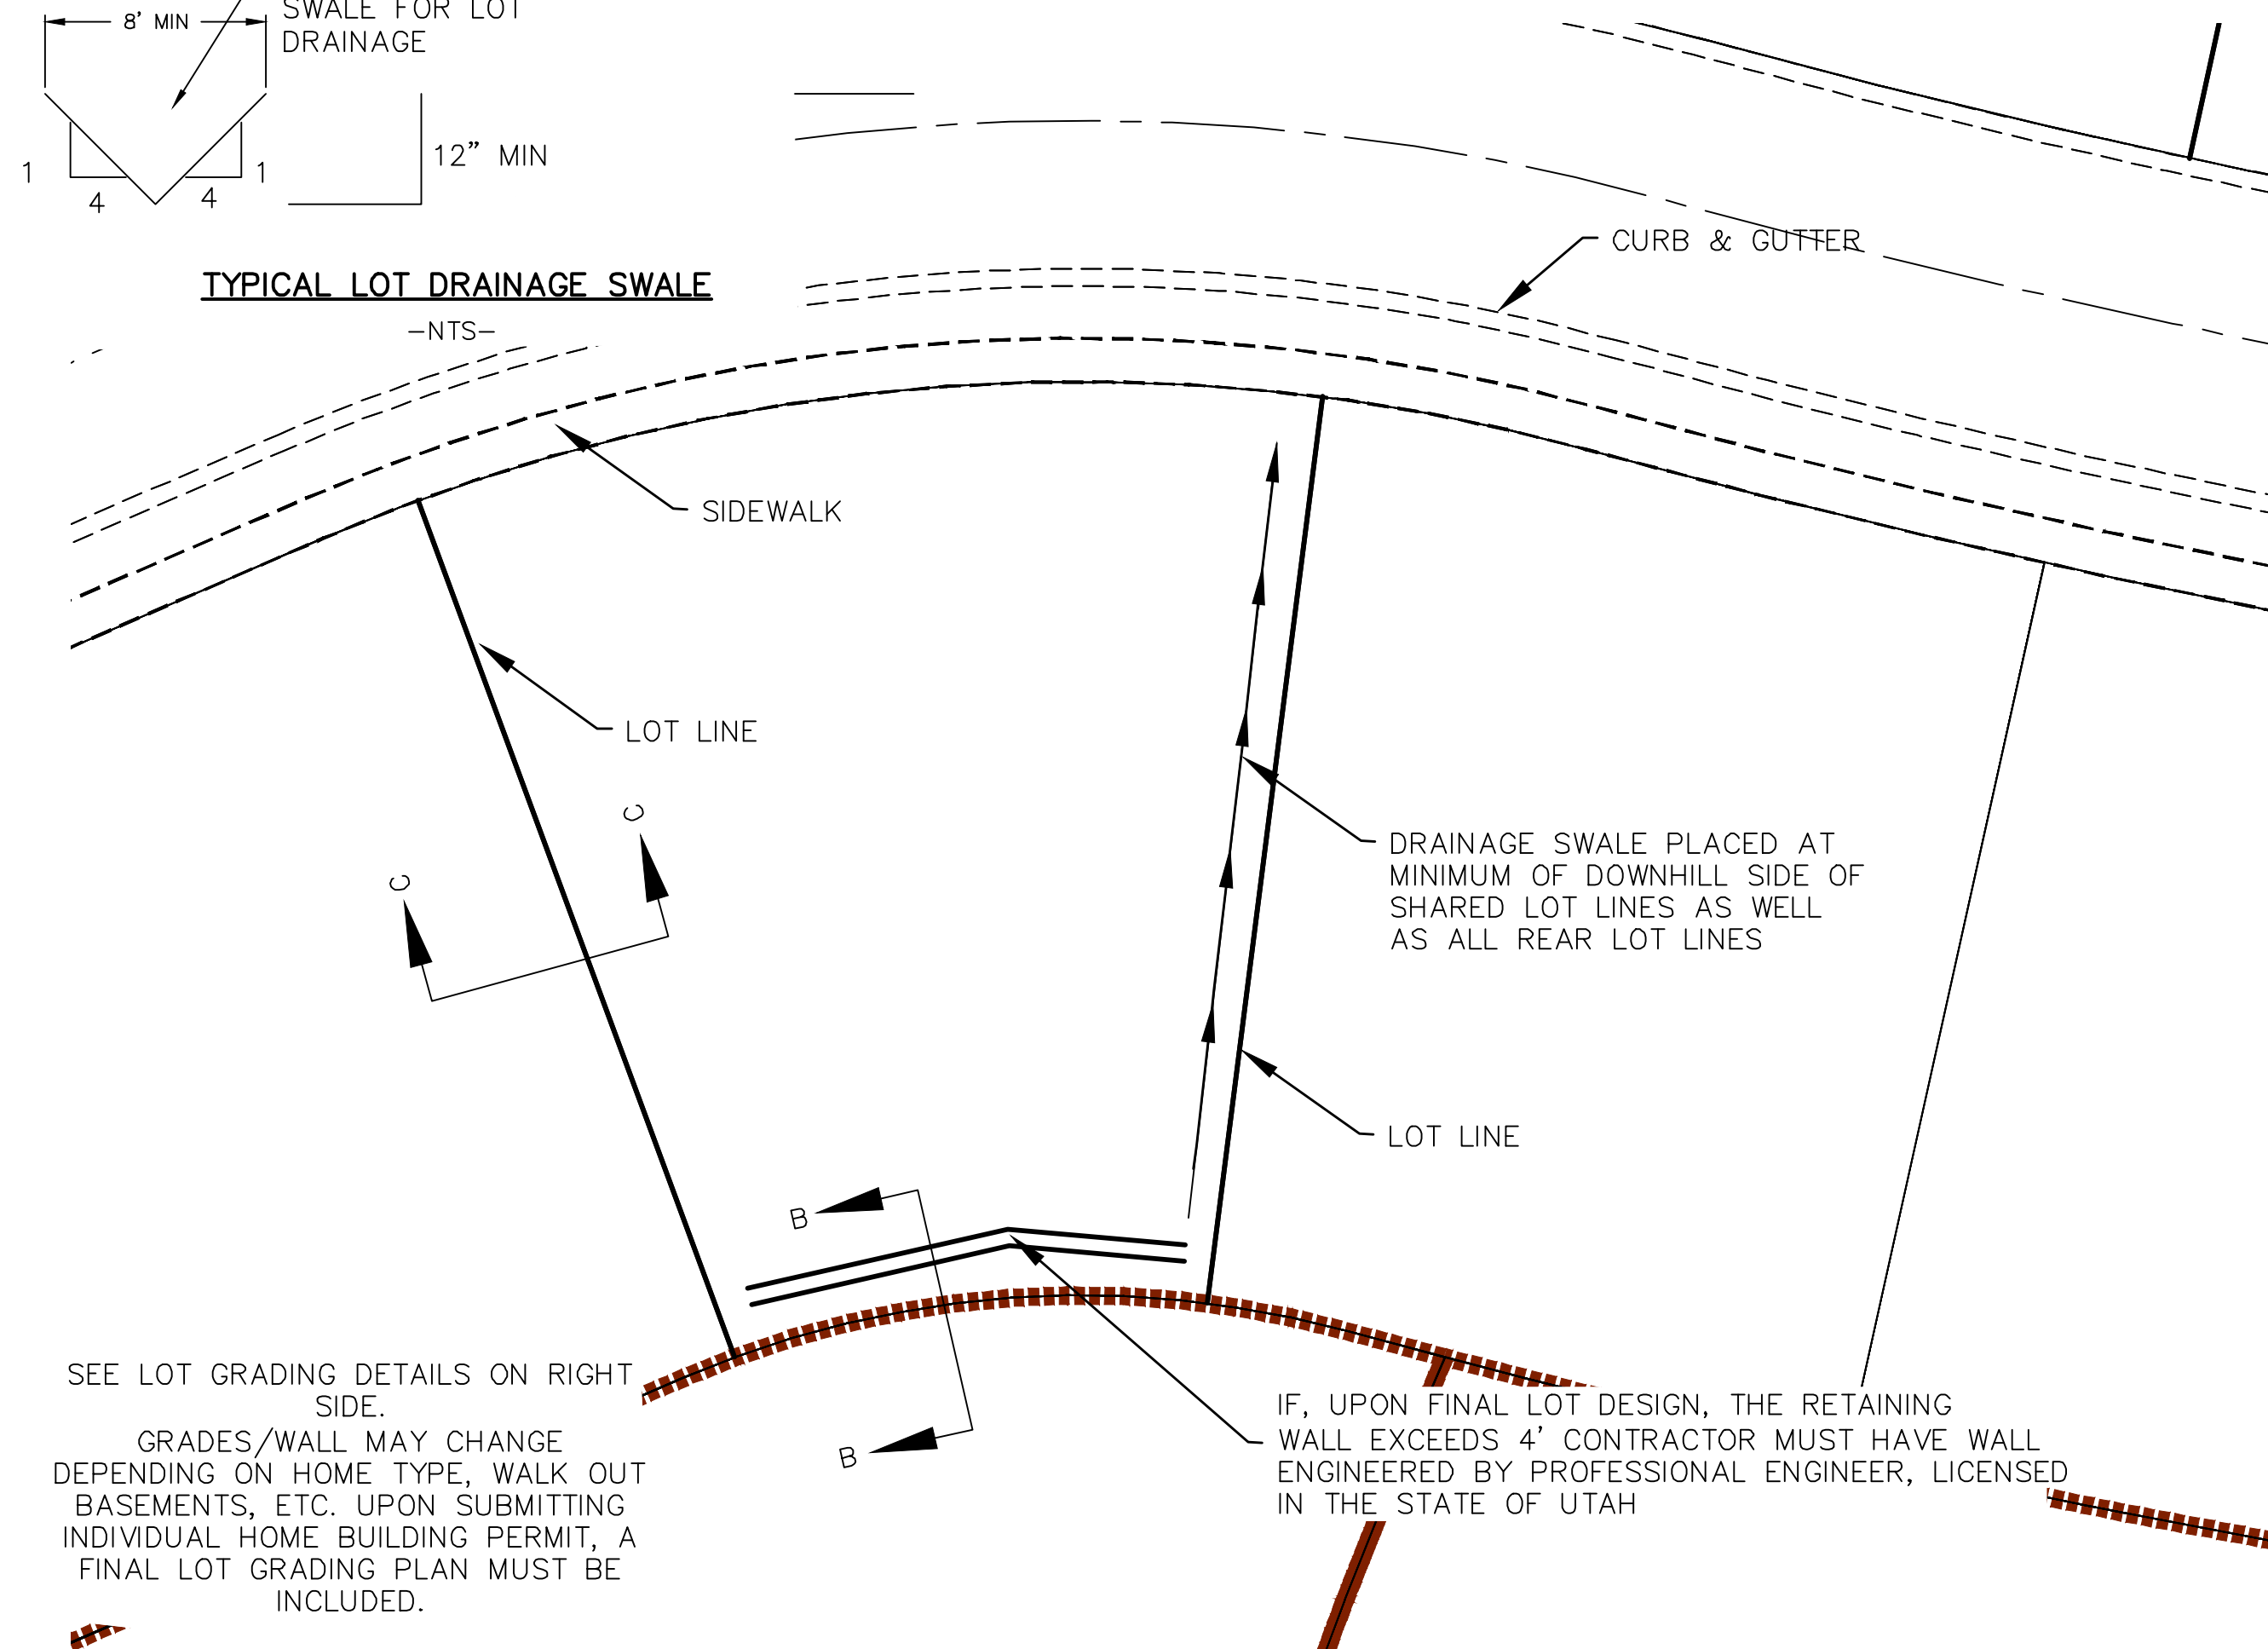 SWALE FOR LOT
DRAINAGE
8' MIN
12" MIN
1
4
4
1
TYPICAL LOT DRAINAGE SWALE
-NTS-
CURB & GUTTER
SIDEWALK
LOT LINE
C
C
DRAINAGE SWALE PLACED AT
MINIMUM OF DOWNHILL SIDE OF
SHARED LOT LINES AS WELL
AS ALL REAR LOT LINES
LOT LINE
B
B
SEE LOT GRADING DETAILS ON RIGHT
SIDE.
GRADES/WALL MAY CHANGE
DEPENDING ON HOME TYPE, WALK OUT
BASEMENTS, ETC. UPON SUBMITTING
INDIVIDUAL HOME BUILDING PERMIT, A
FINAL LOT GRADING PLAN MUST BE
INCLUDED.
IF, UPON FINAL LOT DESIGN, THE RETAINING
WALL EXCEEDS 4' CONTRACTOR MUST HAVE WALL
ENGINEERED BY PROFESSIONAL ENGINEER, LICENSED
IN THE STATE OF UTAH